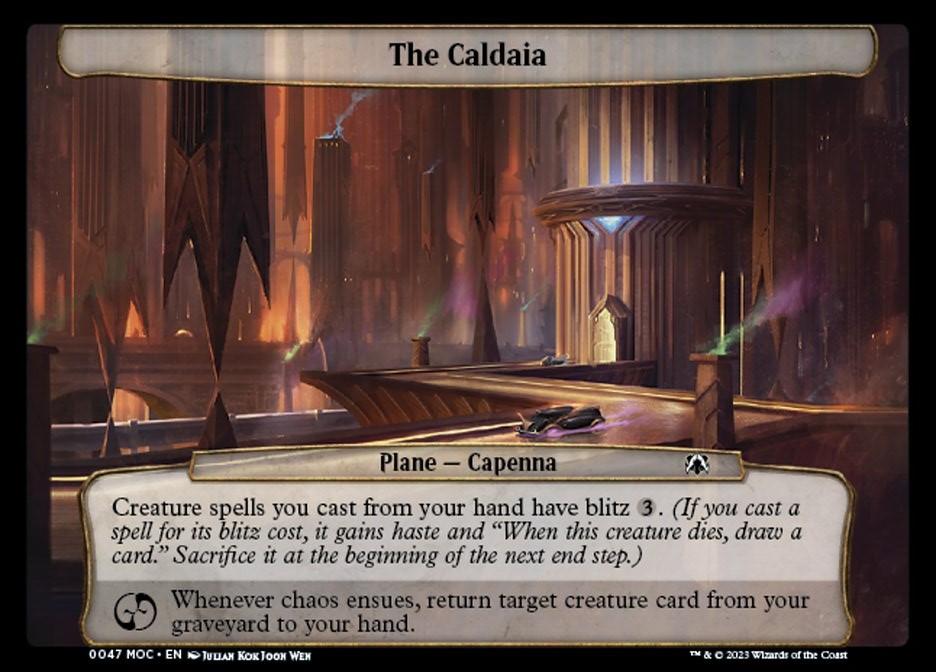 The Caldaia
Plane — Capenna
Creature spells you cast from your hand have blitz 3. (If you cast a
spell for its blitz cost, it gains haste and “When this creature dies, draw a
card.” Sacrifice it at the beginning of the next end step.)
Whenever chaos ensues, return target creature card from your
graveyard to your hand.
0047 MOC • EN Julian Kok Joon Wen
™ & © 2023 Wizards of the Coast